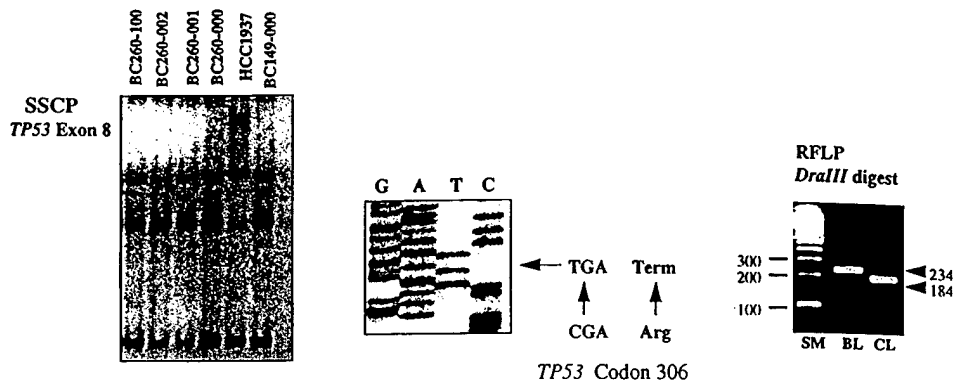 BC260-100
BC260-002
BC260-001
BC260-000
HCC1937
BC149-000
SSCP
TP53 Exon 8
G A T C
TGA Term
CGA Arg
TP53 Codon 306
RFLP
DraIII digest
300
200
100
234
184
SM BL CL